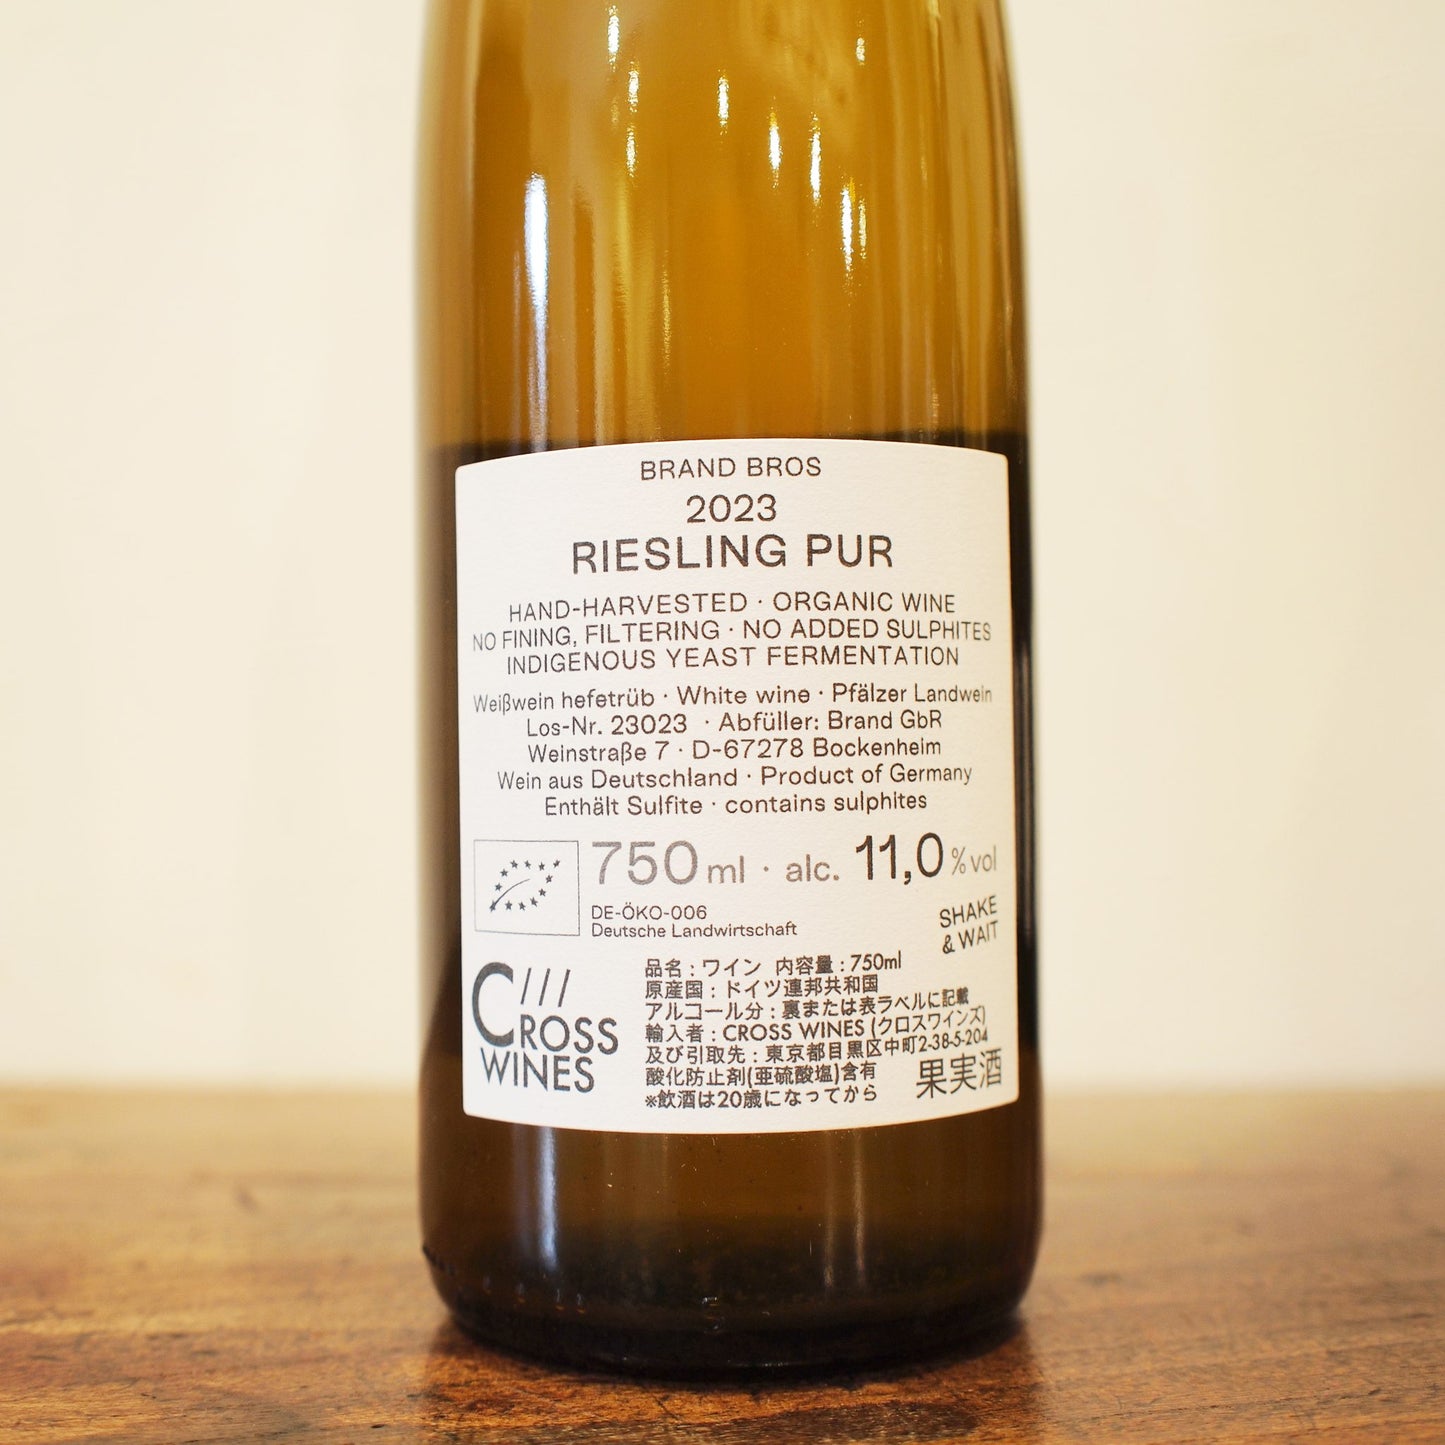 BRAND BROS
2023
RIESLING PUR
HAND-HARVESTED · ORGANIC WINE
NO FINING, FILTERING · NO ADDED SULPHITES
INDIGENOUS YEAST FERMENTATION
Weißwein hefetrüb · White wine · Pfälzer Landwein
Los-Nr. 23023 · Abfüller: Brand GbR
Weinstraße 7 · D-67278 Bockenheim
Wein aus Deutschland · Product of Germany
Enthält Sulfite · contains sulphites
750 ml · alc. 11,0 % vol
DE-ÖKO-006
Deutsche Landwirtschaft
SHAKE
& WAIT
CROSS
WINES
品名 : ワイン 内容量 : 750ml
原産国 : ドイツ連邦共和国
アルコール分 : 裏または表ラベルに記載
輸入者 : CROSS WINES (クロスワインズ)
及び引取先 : 東京都目黒区中町2-38-5-204
酸化防止剤(亜硫酸塩)含有
※飲酒は20歳になってから
果実酒